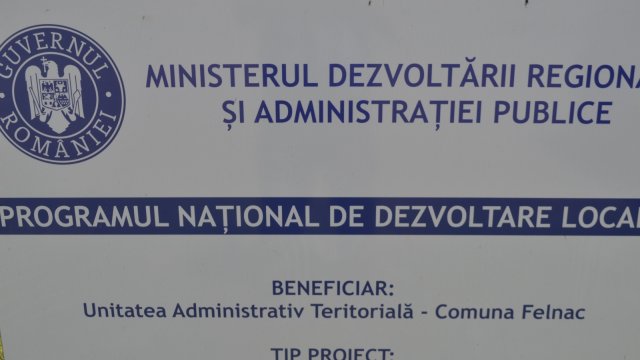 GUVERNUL ROMÂNIEI
MINISTERUL DEZVOLTĂRII REGIONA
ȘI ADMINISTRAȚIEI PUBLICE
PROGRAMUL NAȚIONAL DE DEZVOLTARE LOCAL
BENEFICIAR:
Unitatea Administrativ Teritorială - Comuna Felnac
TIP PROIECT: